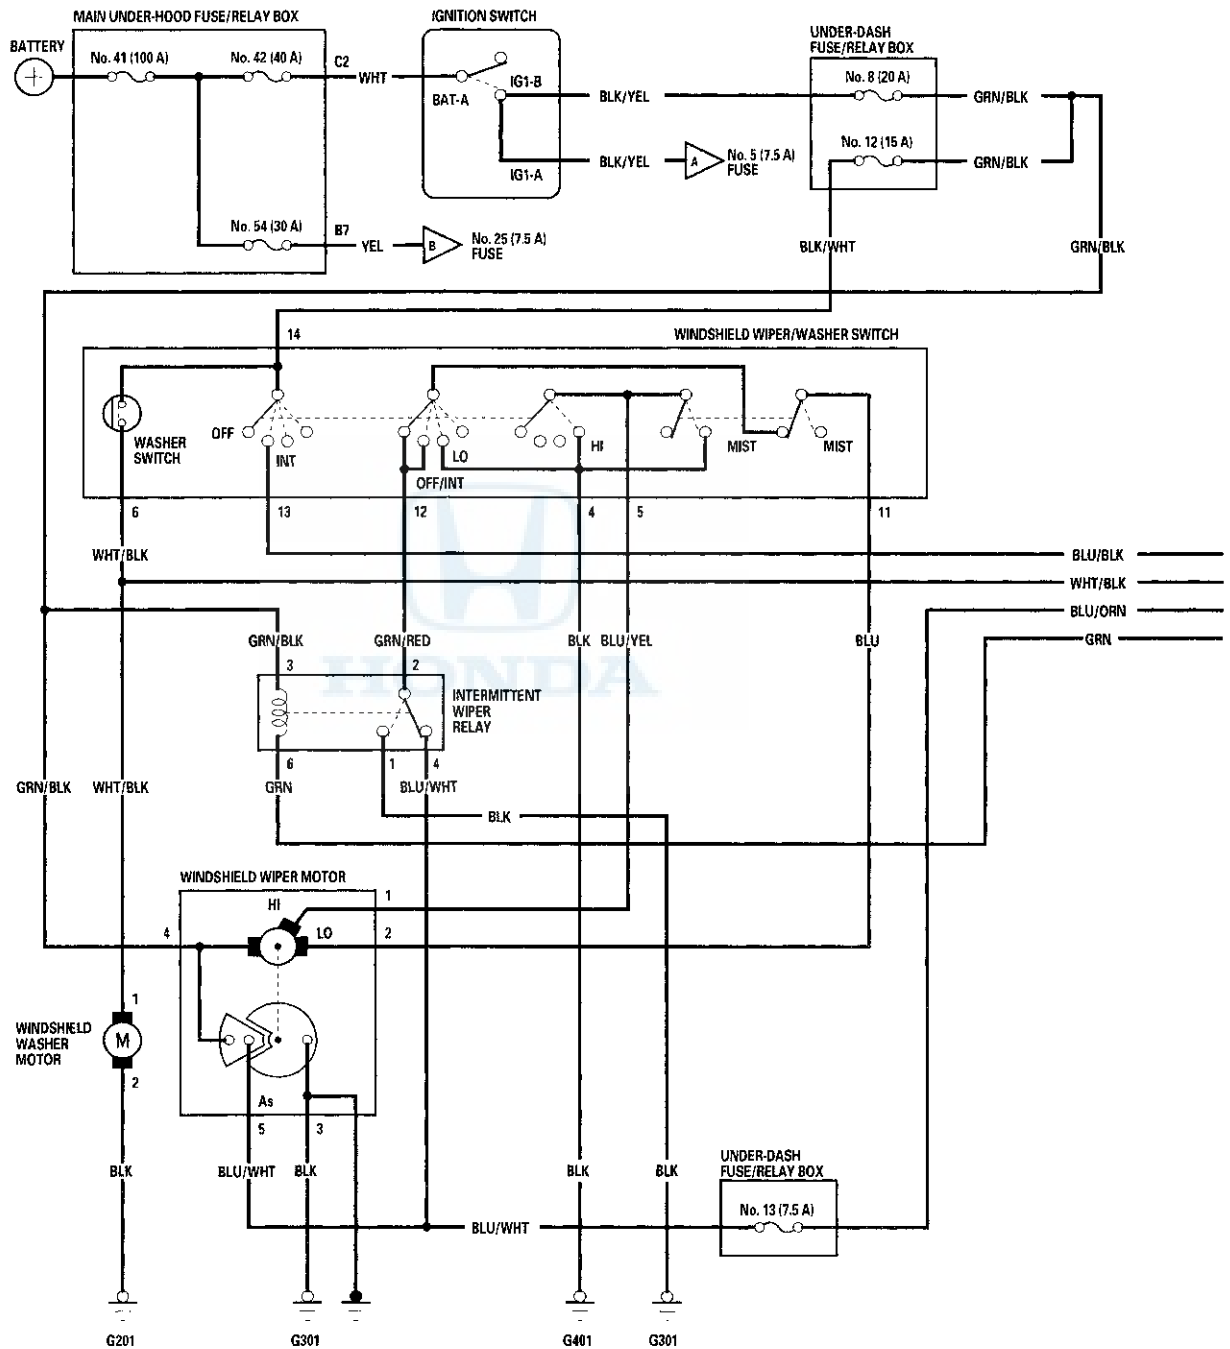 MAIN UNDER-HOOD FUSE/RELAY BOX
IGNITION SWITCH
UNDER-DASH
FUSE/RELAY BOX
BATTERY
No. 41 (100 A)
No. 42 (40 A)
C2
WHT
BAT-A
IG1-B
BLK/YEL
No. 8 (20 A)
GRN/BLK
IG1-A
BLK/YEL
A
No. 5 (7.5 A)
FUSE
No. 12 (15 A)
GRN/BLK
No. 54 (30 A)
B7
YEL
B
No. 25 (7.5 A)
FUSE
BLK/WHT
GRN/BLK
14
WINDSHIELD WIPER/WASHER SWITCH
WASHER
SWITCH
OFF
INT
LO
OFF/INT
HI
MIST
MIST
6
13
12
4
5
11
WHT/BLK
BLU/BLK
WHT/BLK
BLU/ORN
GRN
GRN/BLK
GRN/RED
BLK
BLU/YEL
BLU
HONDA
3
2
INTERMITTENT
WIPER
RELAY
6
1
4
GRN/BLK
WHT/BLK
GRN
BLU/WHT
BLK
WINDSHIELD WIPER MOTOR
1
HI
4
LO
2
WINDSHIELD
WASHER
MOTOR
1
M
2
As
5
3
BLK
BLU/WHT
BLK
BLK
BLK
UNDER-DASH
FUSE/RELAY BOX
No. 13 (7.5 A)
BLU/WHT
G201
G301
G401
G301